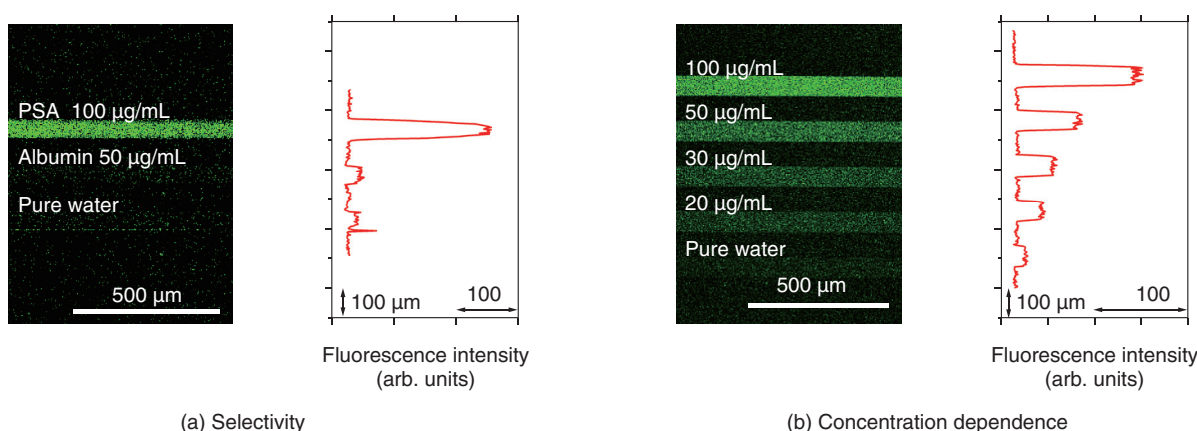 PSA  100 µg/mL
Albumin 50 µg/mL
Pure water
500 µm
100 µm
100
Fluorescence intensity
(arb. units)
(a) Selectivity
100 µg/mL
50 µg/mL
30 µg/mL
20 µg/mL
Pure water
500 µm
100 µm
100
Fluorescence intensity
(arb. units)
(b) Concentration dependence